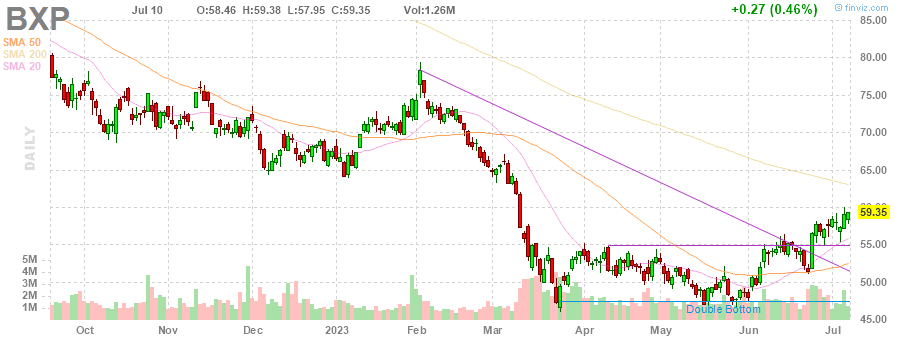 BXP
Jul 10 O:58.46 H:59.38 L:57.95 C:59.35 Vol:1.26M +0.27 (0.46%) © finviz.com
SMA 50
SMA 200
SMA 20
DAILY
85.00
80.00
75.00
70.00
65.00
59.35
55.00
50.00
45.00
5M
4M
3M
2M
1M
Double Bottom
Oct Nov Dec 2023 Feb Mar Apr May Jun Jul